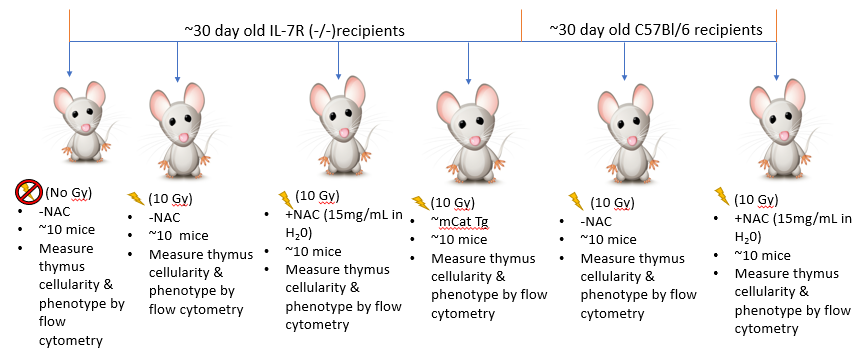 ~30 day old IL-7R (-/-)recipients
~30 day old C57Bl/6 recipients
(No Gy)
-NAC
~10 mice
Measure
thymus
cellularity &
phenotype by
flow
cytometry
(10 Gy)
-NAC
~10 mice
Measure thymus
cellularity &
phenotype by
flow cytometry
(10 Gy)
+NAC (15mg/mL in
H₂0)
~10 mice
Measure thymus
cellularity &
phenotype by flow
cytometry
(10 Gy)
~mCat Tg
~10 mice
Measure thymus
cellularity &
phenotype by flow
cytometry
(10 Gy)
-NAC
~10 mice
Measure thymus
cellularity &
phenotype by flow
cytometry
(10 Gy)
+NAC (15mg/mL in
H₂0)
~10 mice
Measure thymus
cellularity &
phenotype by flow
cytometry